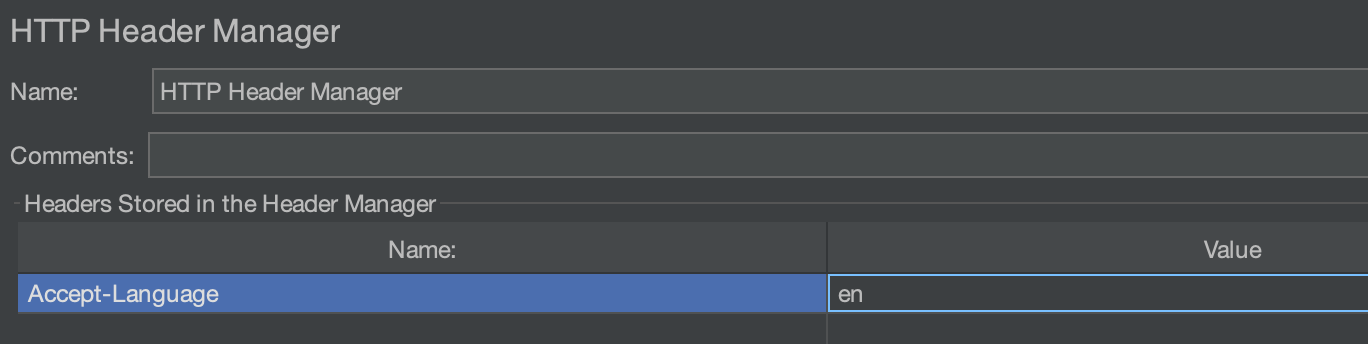 HTTP Header Manager
Name: HTTP Header Manager
Comments:
Headers Stored in the Header Manager
Name: Value
Accept-Language en